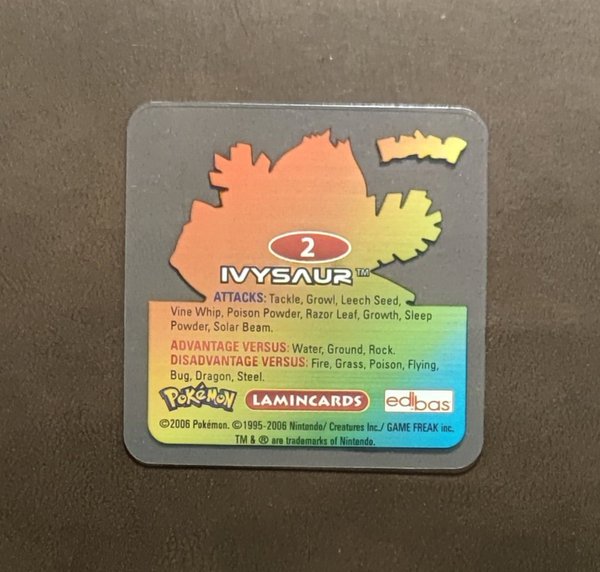 2
IVYSAUR™
ATTACKS: Tackle, Growl, Leech Seed,
Vine Whip, Poison Powder, Razor Leaf, Growth, Sleep
Powder, Solar Beam.
ADVANTAGE VERSUS: Water, Ground, Rock.
DISADVANTAGE VERSUS: Fire, Grass, Poison, Flying,
Bug, Dragon, Steel.
POKéMON LAMINCARDS edibas
©2006 Pokémon. ©1995-2006 Nintendo/ Creatures Inc./ GAME FREAK inc.
TM & ® are trademarks of Nintendo.